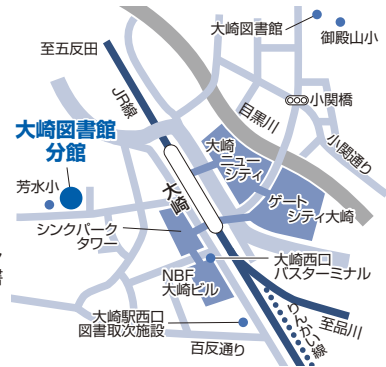 大崎図書館
御殿山小
至五反田
JR線
目黒川
小関橋
小関通り
大崎図書館
分館
芳水小
大崎
ニュー
シティ
大崎
ゲート
シティ大崎
シンクパーク
タワー
大崎西口
バスターミナル
NBF
大崎ビル
りんかい線
至品川
大崎駅西口
図書取次施設
百反通り